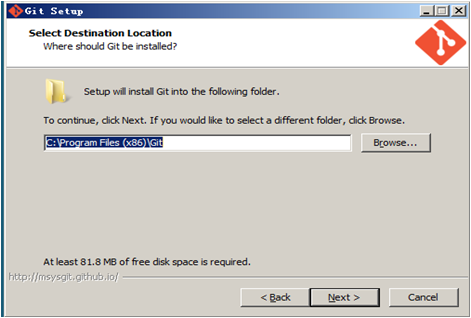 Git Setup
Select Destination Location
Where should Git be installed?
Setup will install Git into the following folder.
To continue, click Next. If you would like to select a different folder, click Browse.
C:\Program Files (x86)\Git
Browse...
At least 81.8 MB of free disk space is required.
http://msysgit.github.io/
< Back
Next >
Cancel